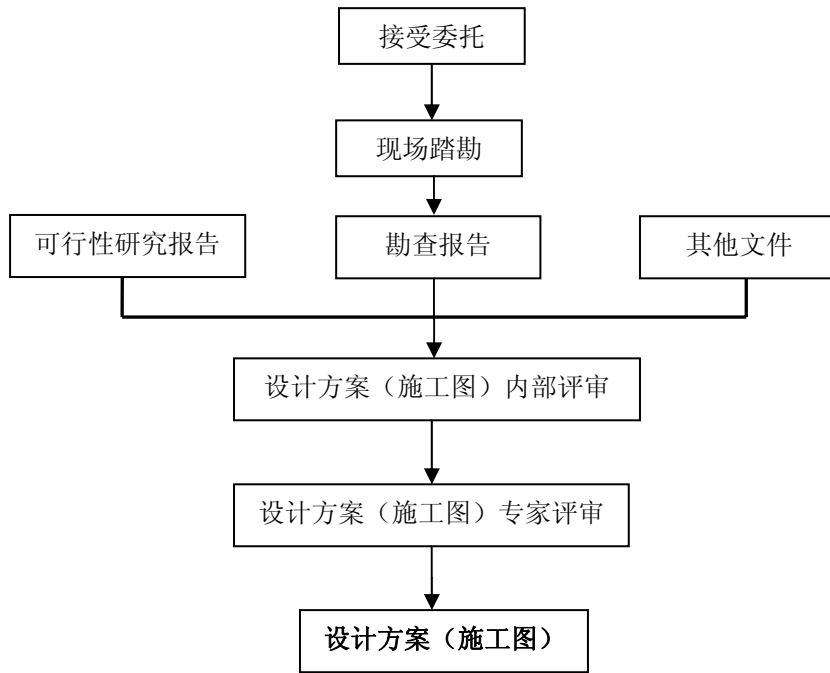 接受委托
现场踏勘
可行性研究报告
勘查报告
其他文件
设计方案（施工图）内部评审
设计方案（施工图）专家评审
设计方案（施工图）